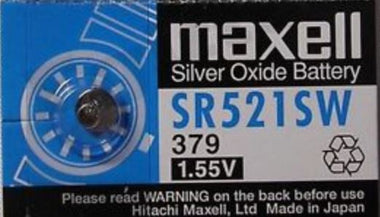 maxell
Silver Oxide Battery
SR521SW
379
1.55V
Please read WARNING on the back before use
Hitachi Maxell, Ltd Made in Japan